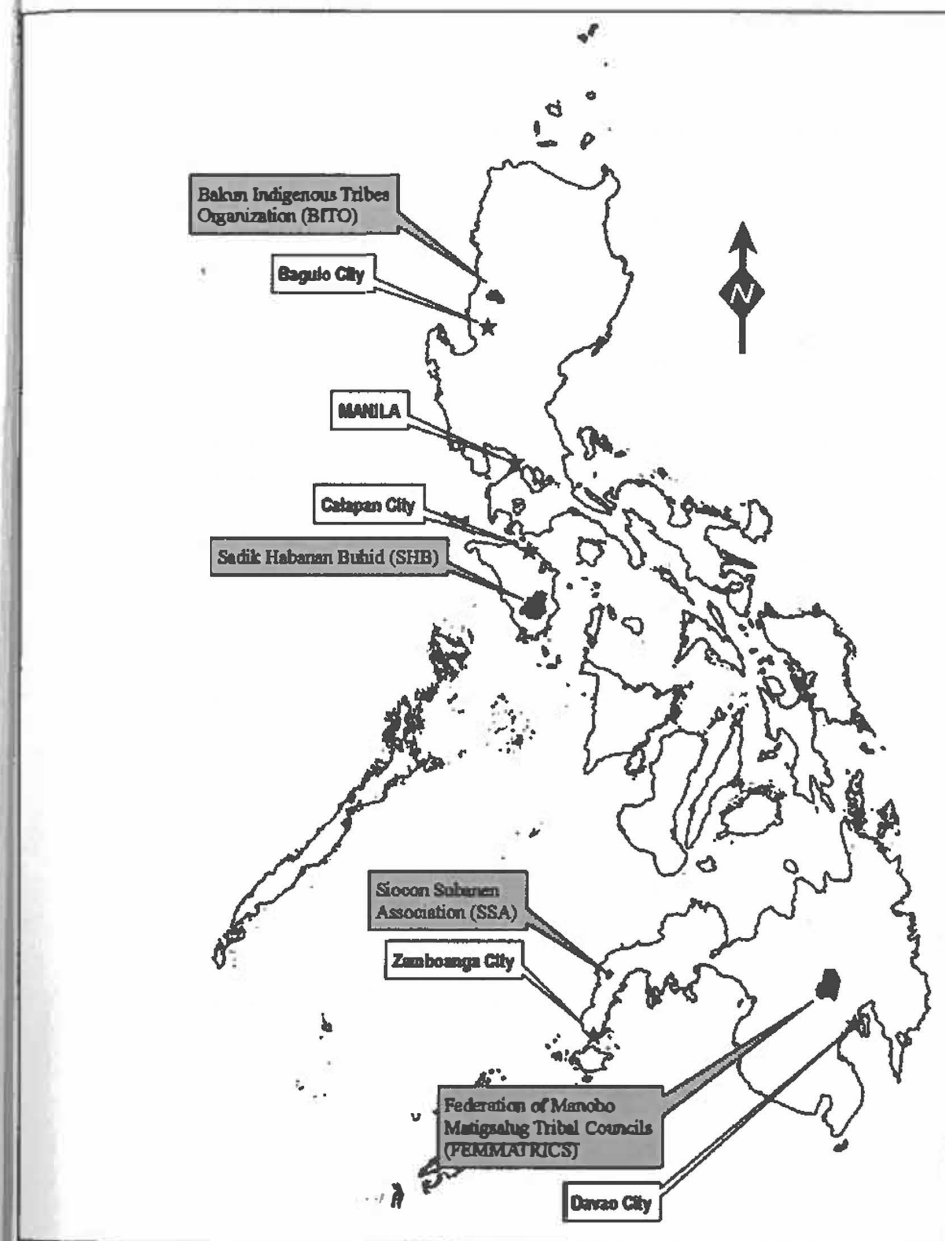 Bakun Indigenous Tribes
Organization (BITO)
Baguio City
N
MANILA
Calapan City
Sadik Habanan Buhid (SHB)
Siocon Subanen
Association (SSA)
Zamboanga City
Federation of Manobo
Matigsalug Tribal Councils
(FEMMATRICS)
Davao City